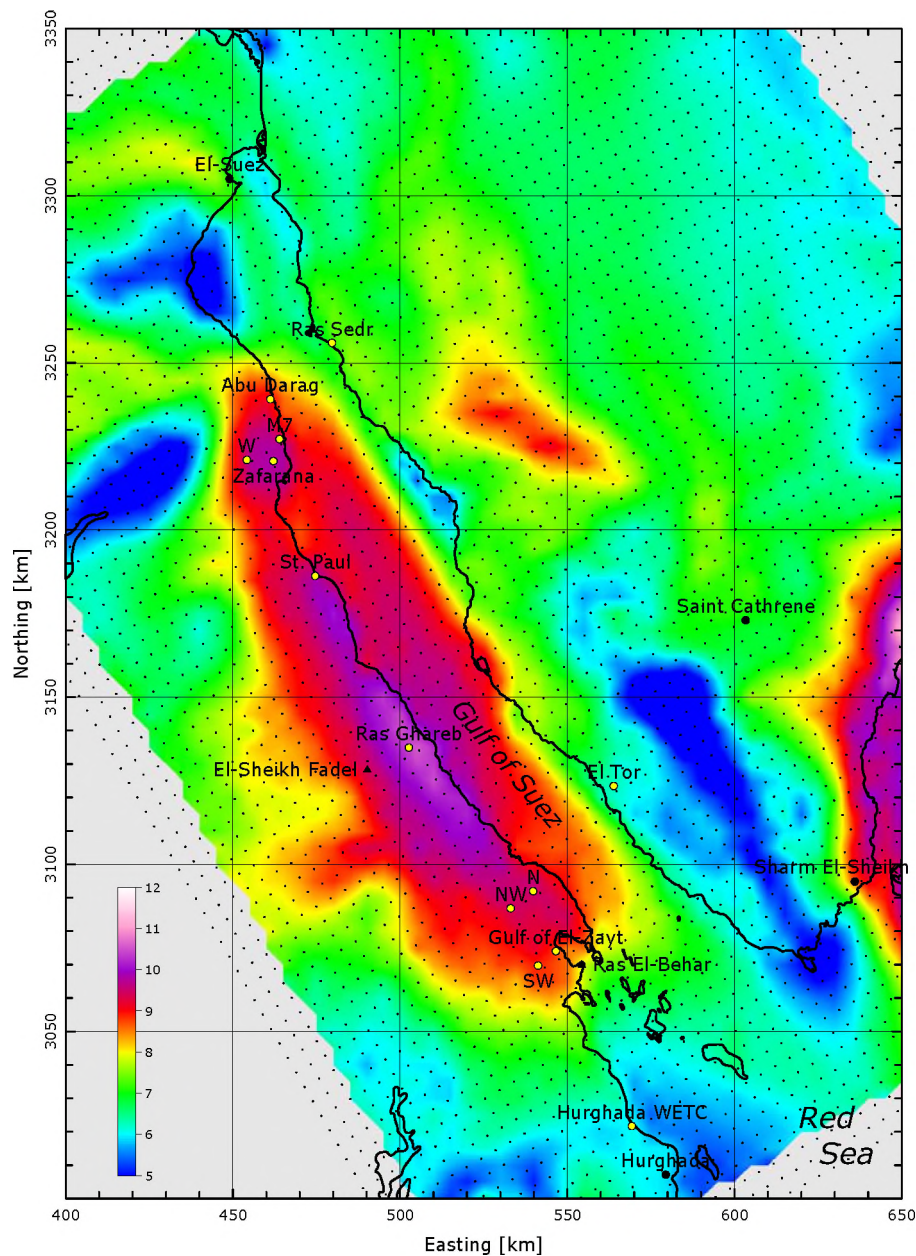 3350
3300
3250
3200
3150
3100
3050
Northing [km]
El-Suez
Ras Sedr
Abu Darag
M7
W
Zafarana
St. Paul
Saint Cathrene
Gulf of Suez
Ras Ghareb
El-Sheikh Fadel
El Tor
Sharm El-Sheikh
N
NW
Gulf of El-Zayt
Ras El-Behar
SW
12
11
10
9
8
7
6
5
Hurghada WETC
Red
Sea
Hurghada
400
450
500
550
600
650
Easting [km]